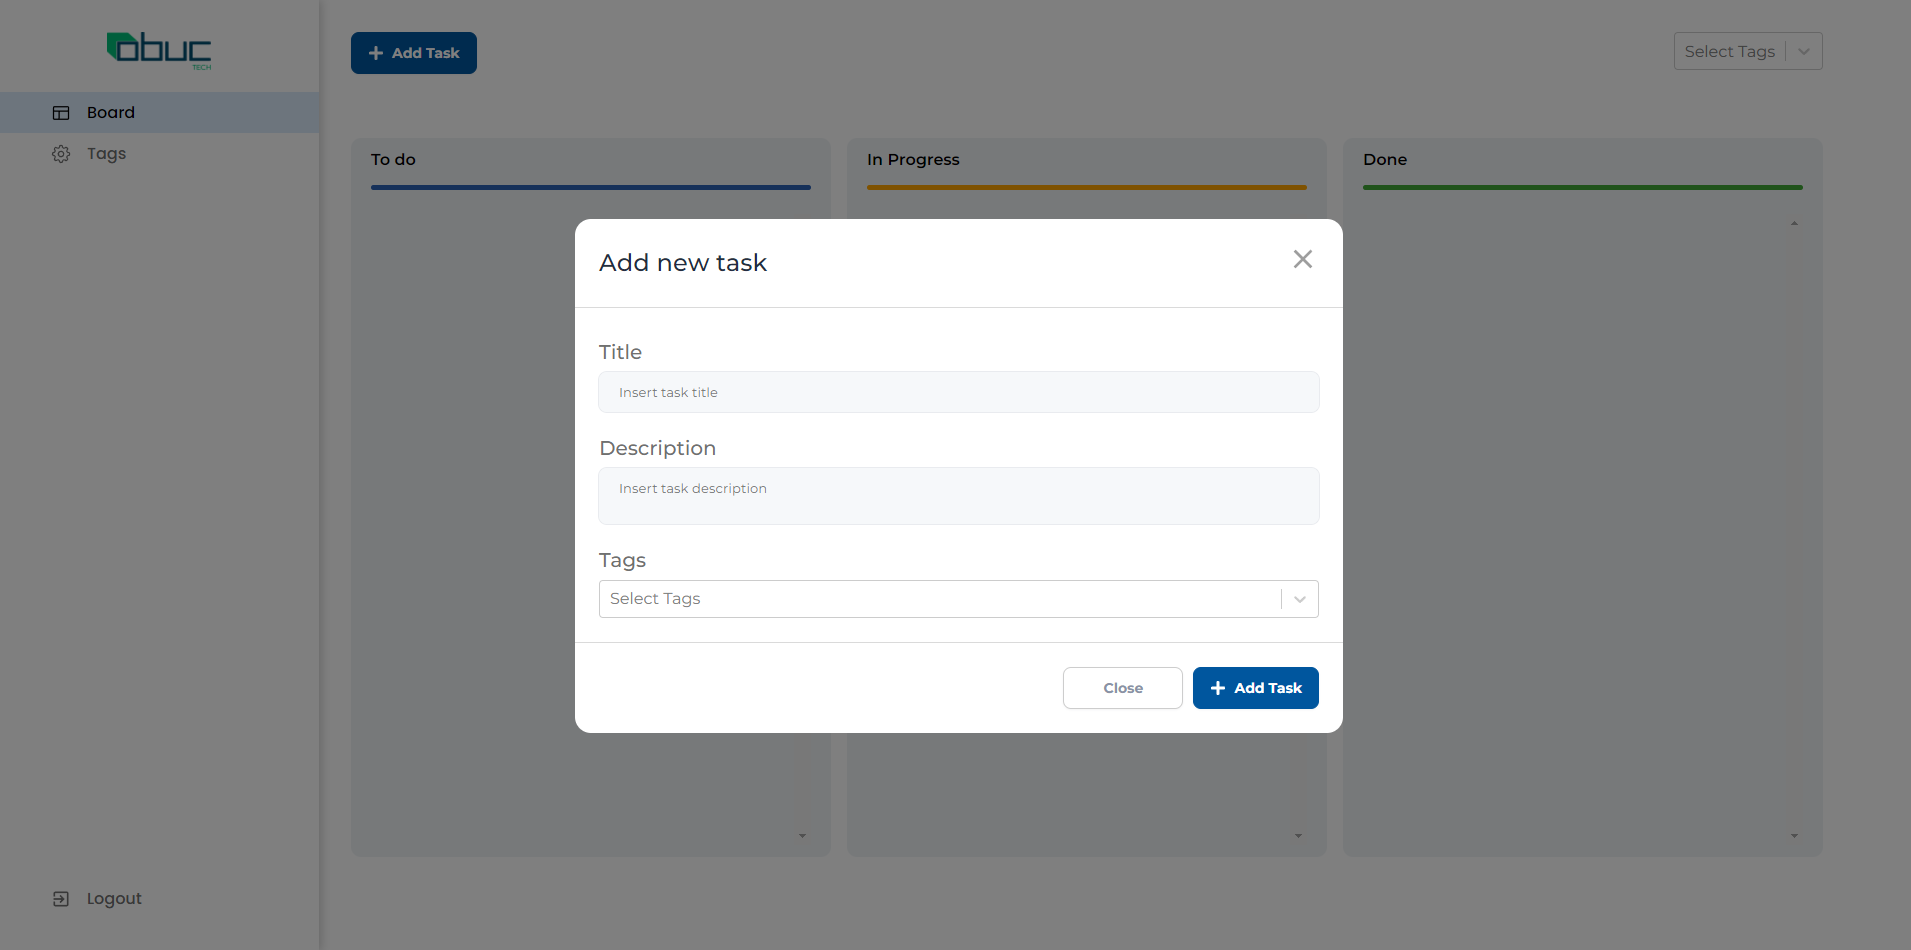 obuc
TECH
Board
Tags
Logout
Add Task
Select Tags
To do
In Progress
Done
Add new task
Title
Insert task title
Description
Insert task description
Tags
Select Tags
Close
Add Task